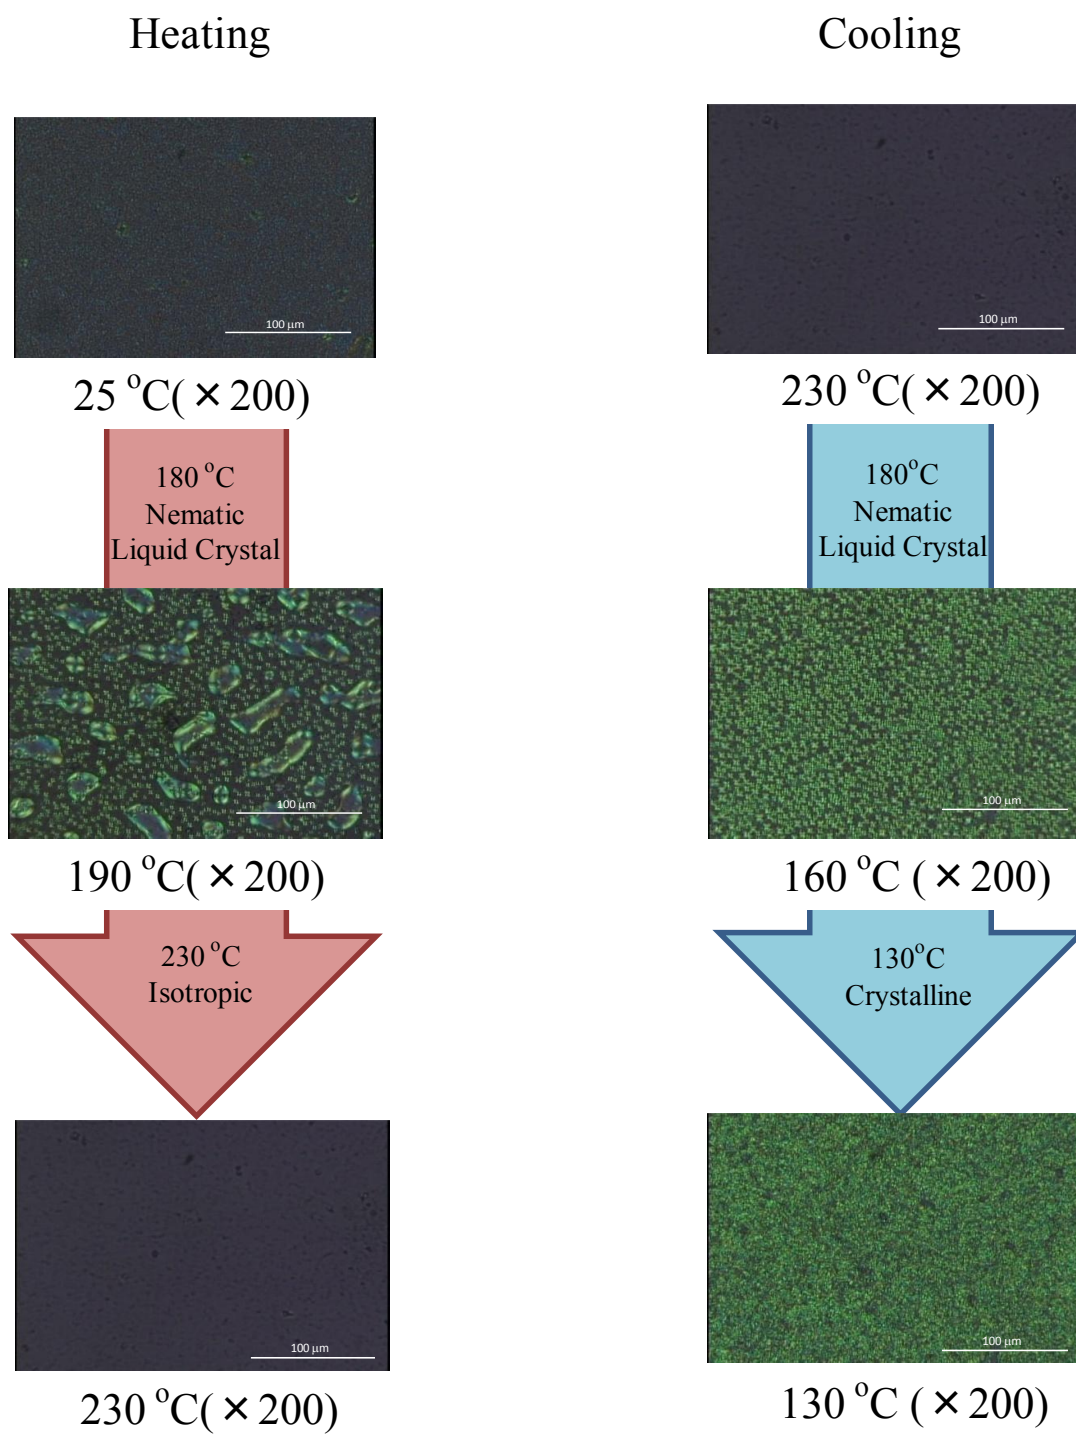 Heating
Cooling
100 μm
25 °C( × 200)
180 °C
Nematic
Liquid Crystal
100 μm
190 °C( × 200)
230 °C
Isotropic
100 μm
230 °C( × 200)
100 μm
230 °C( × 200)
180°C
Nematic
Liquid Crystal
100 μm
160 °C ( × 200)
130°C
Crystalline
100 μm
130 °C ( × 200)